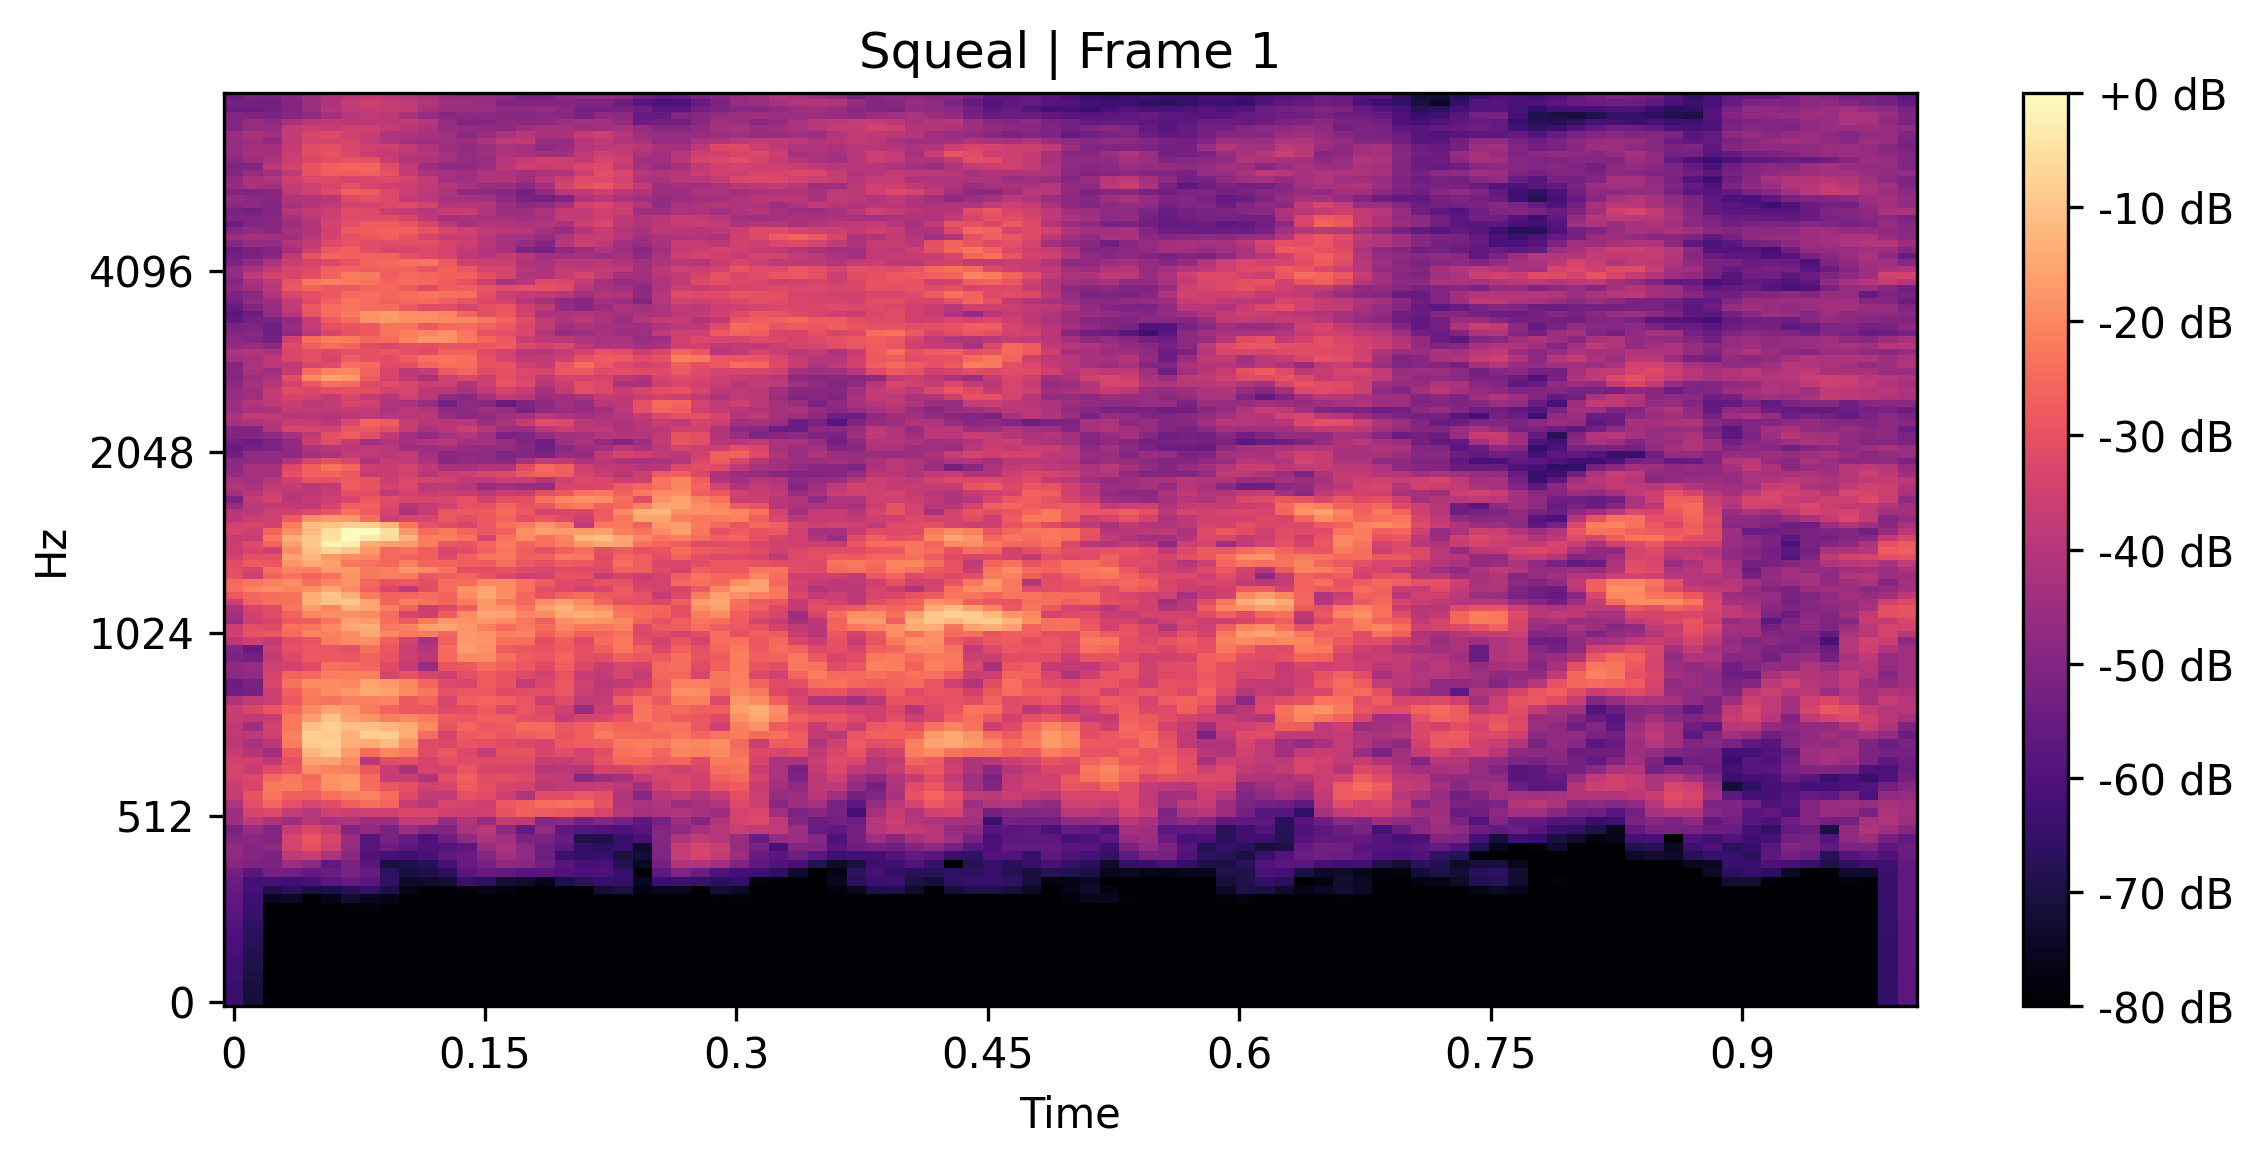 Squeal | Frame 1
+0 dB
-10 dB
-20 dB
-30 dB
-40 dB
-50 dB
-60 dB
-70 dB
-80 dB
Hz
4096
2048
1024
512
0
0 0.15 0.3 0.45 0.6 0.75 0.9
Time